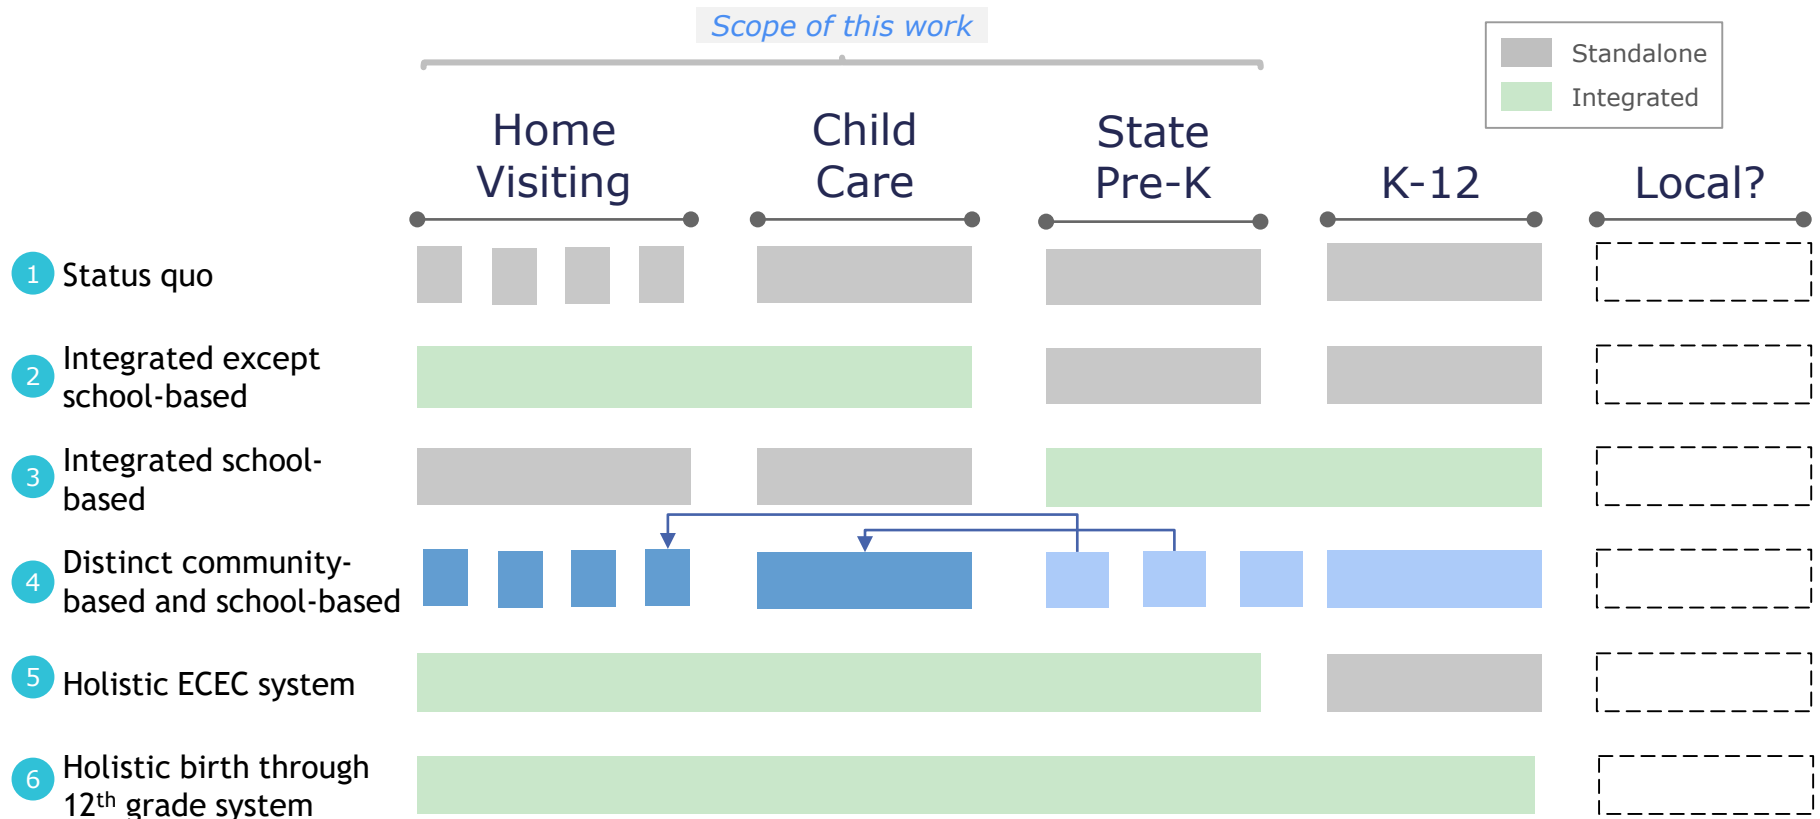 Scope of this work
Standalone
Integrated
Home
Visiting
Child
Care
State
Pre-K
K-12
Local?
1 Status quo
2 Integrated except
school-based
3 Integrated school-
based
4 Distinct community-
based and school-based
5 Holistic ECEC system
6 Holistic birth through
12th grade system